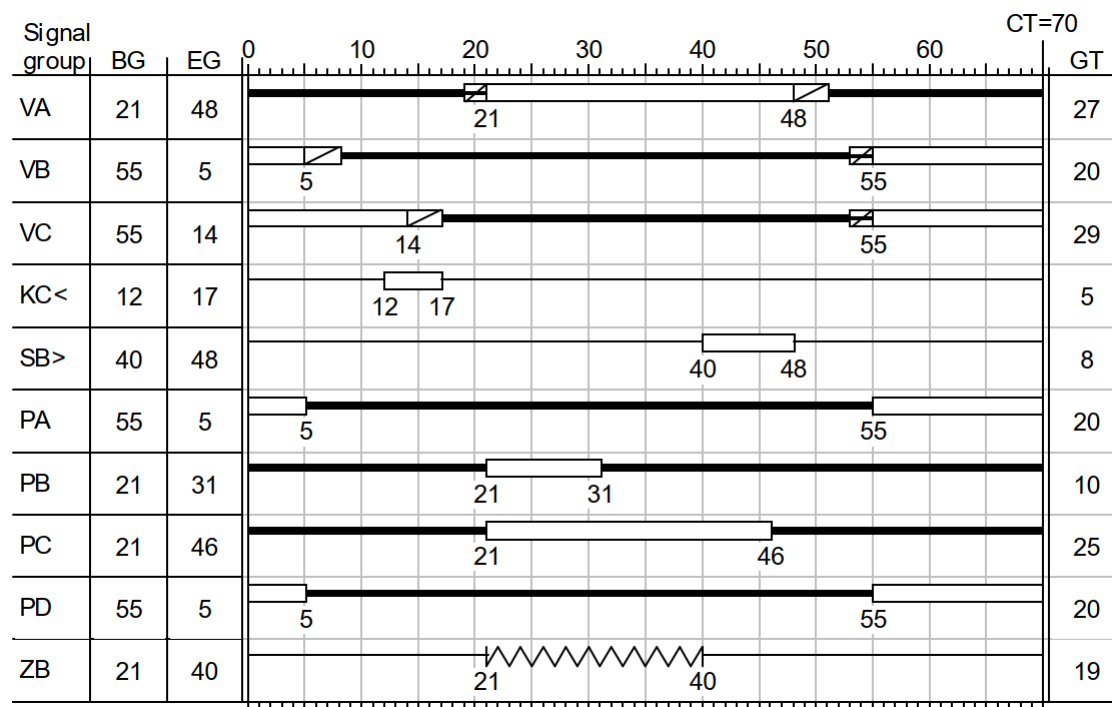 CT=70
Signal group BG EG 0 10 20 30 40 50 60 GT
VA 21 48 27
21 48
VB 55 5 20
5 55
VC 55 14 29
14 55
KC< 12 17 5
12 17
SB> 40 48 8
40 48
PA 55 5 20
5 55
PB 21 31 10
21 31
PC 21 46 25
21 46
PD 55 5 20
5 55
ZB 21 40 19
21 40